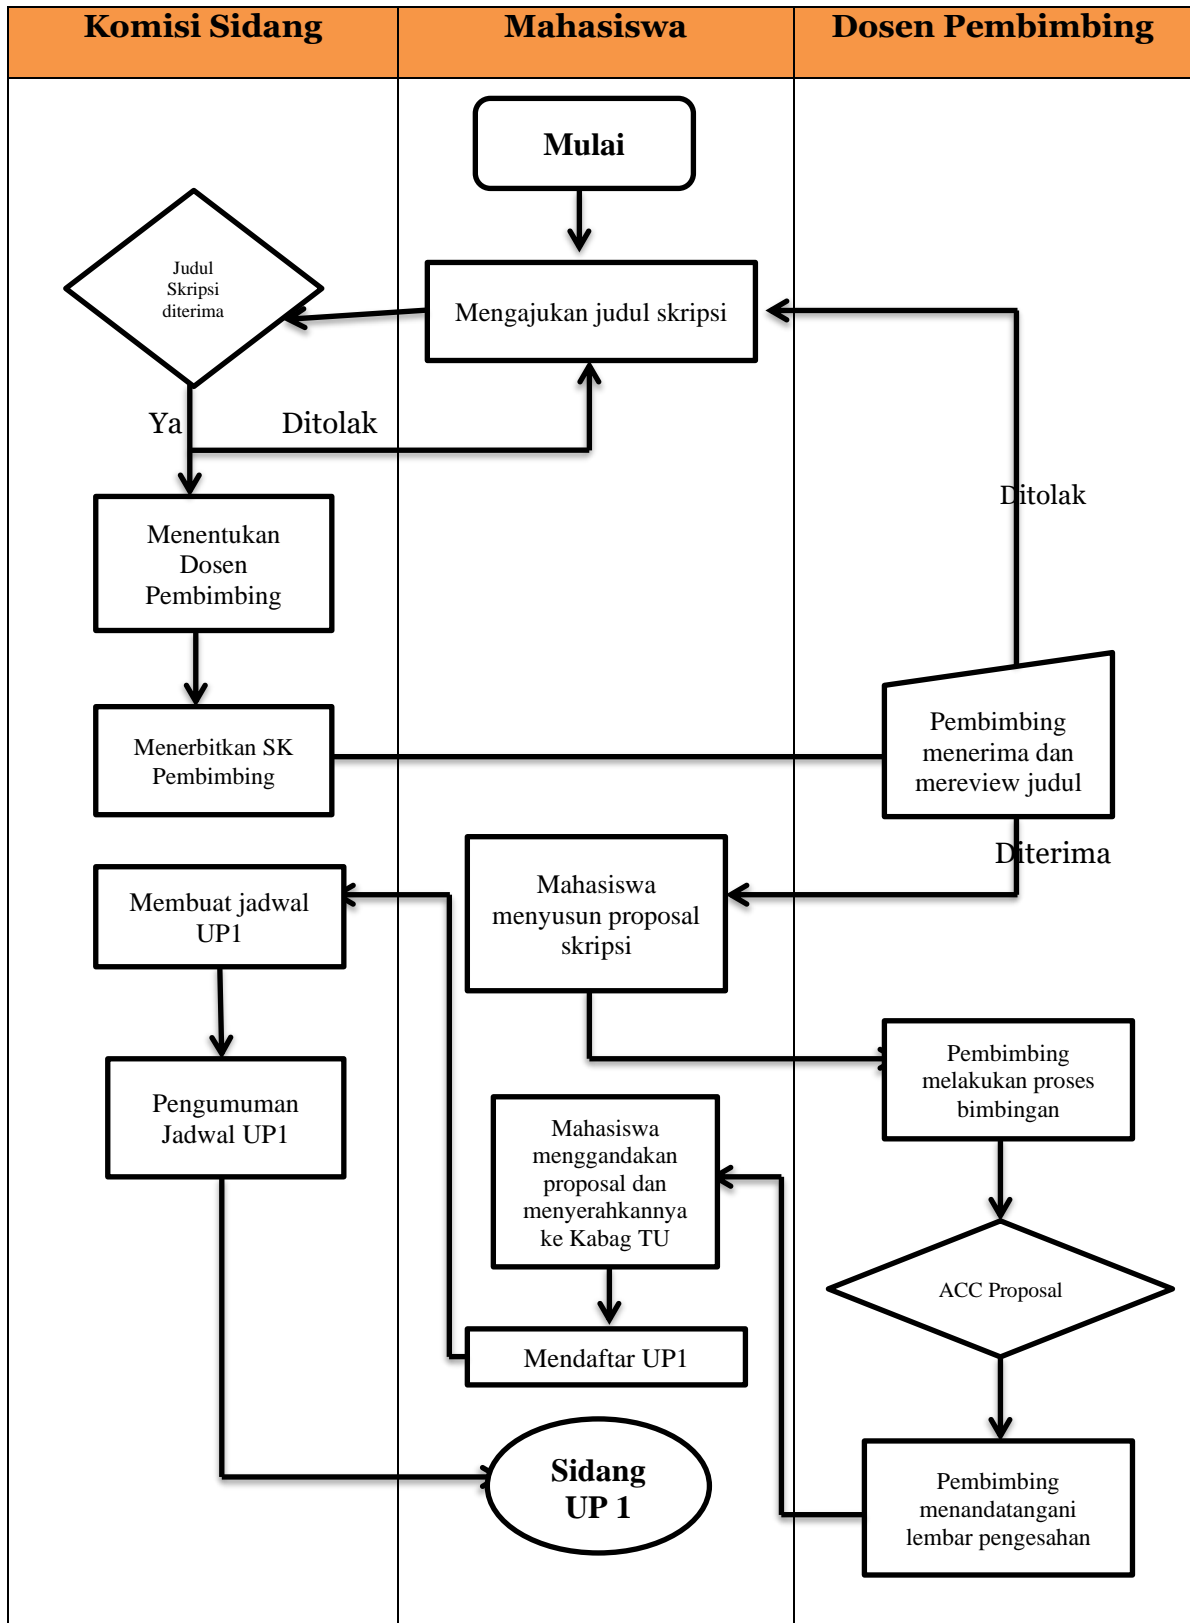 Komisi Sidang
Mahasiswa
Dosen Pembimbing
Mulai
Judul
Skripsi
diterima
Mengajukan judul skripsi
Ya
Ditolak
Ditolak
Menentukan
Dosen
Pembimbing
Menerbitkan SK
Pembimbing
Pembimbing
menerima dan
mereview judul
Diterima
Mahasiswa
menyusun proposal
skripsi
Membuat jadwal
UP1
Pembimbing
melakukan proses
bimbingan
Pengumuman
Jadwal UP1
Mahasiswa
menggandakan
proposal dan
menyerahkannya
ke Kabag TU
ACC Proposal
Mendaftar UP1
Sidang
UP 1
Pembimbing
menandatangani
lembar pengesahan